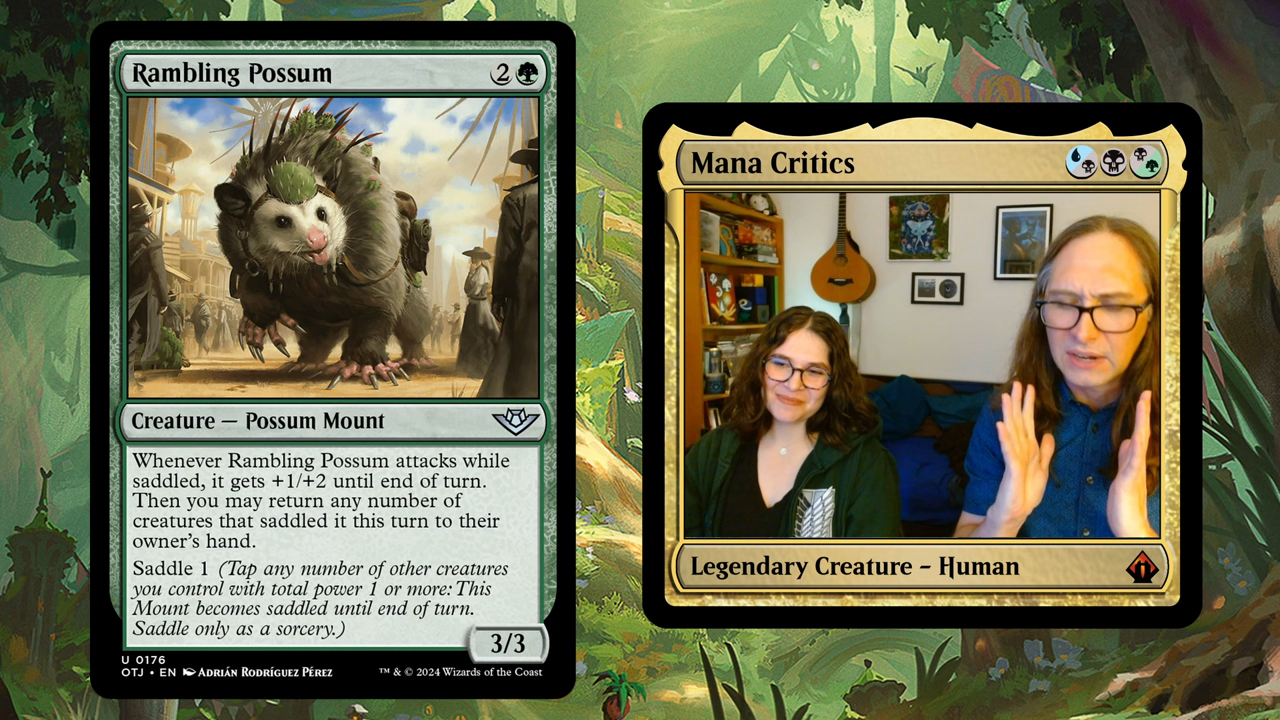 Rambling Possum
2
Creature — Possum Mount
Whenever Rambling Possum attacks while
saddled, it gets +1/+2 until end of turn.
Then you may return any number of
creatures that saddled it this turn to their
owner's hand.
Saddle 1 (Tap any number of other creatures
you control with total power 1 or more: This
Mount becomes saddled until end of turn.
Saddle only as a sorcery.)
3/3
U 0176
OTJ • EN ADRIÁN RODRÍGUEZ PÉREZ
™ & © 2024 Wizards of the Coast
Mana Critics
Legendary Creature – Human